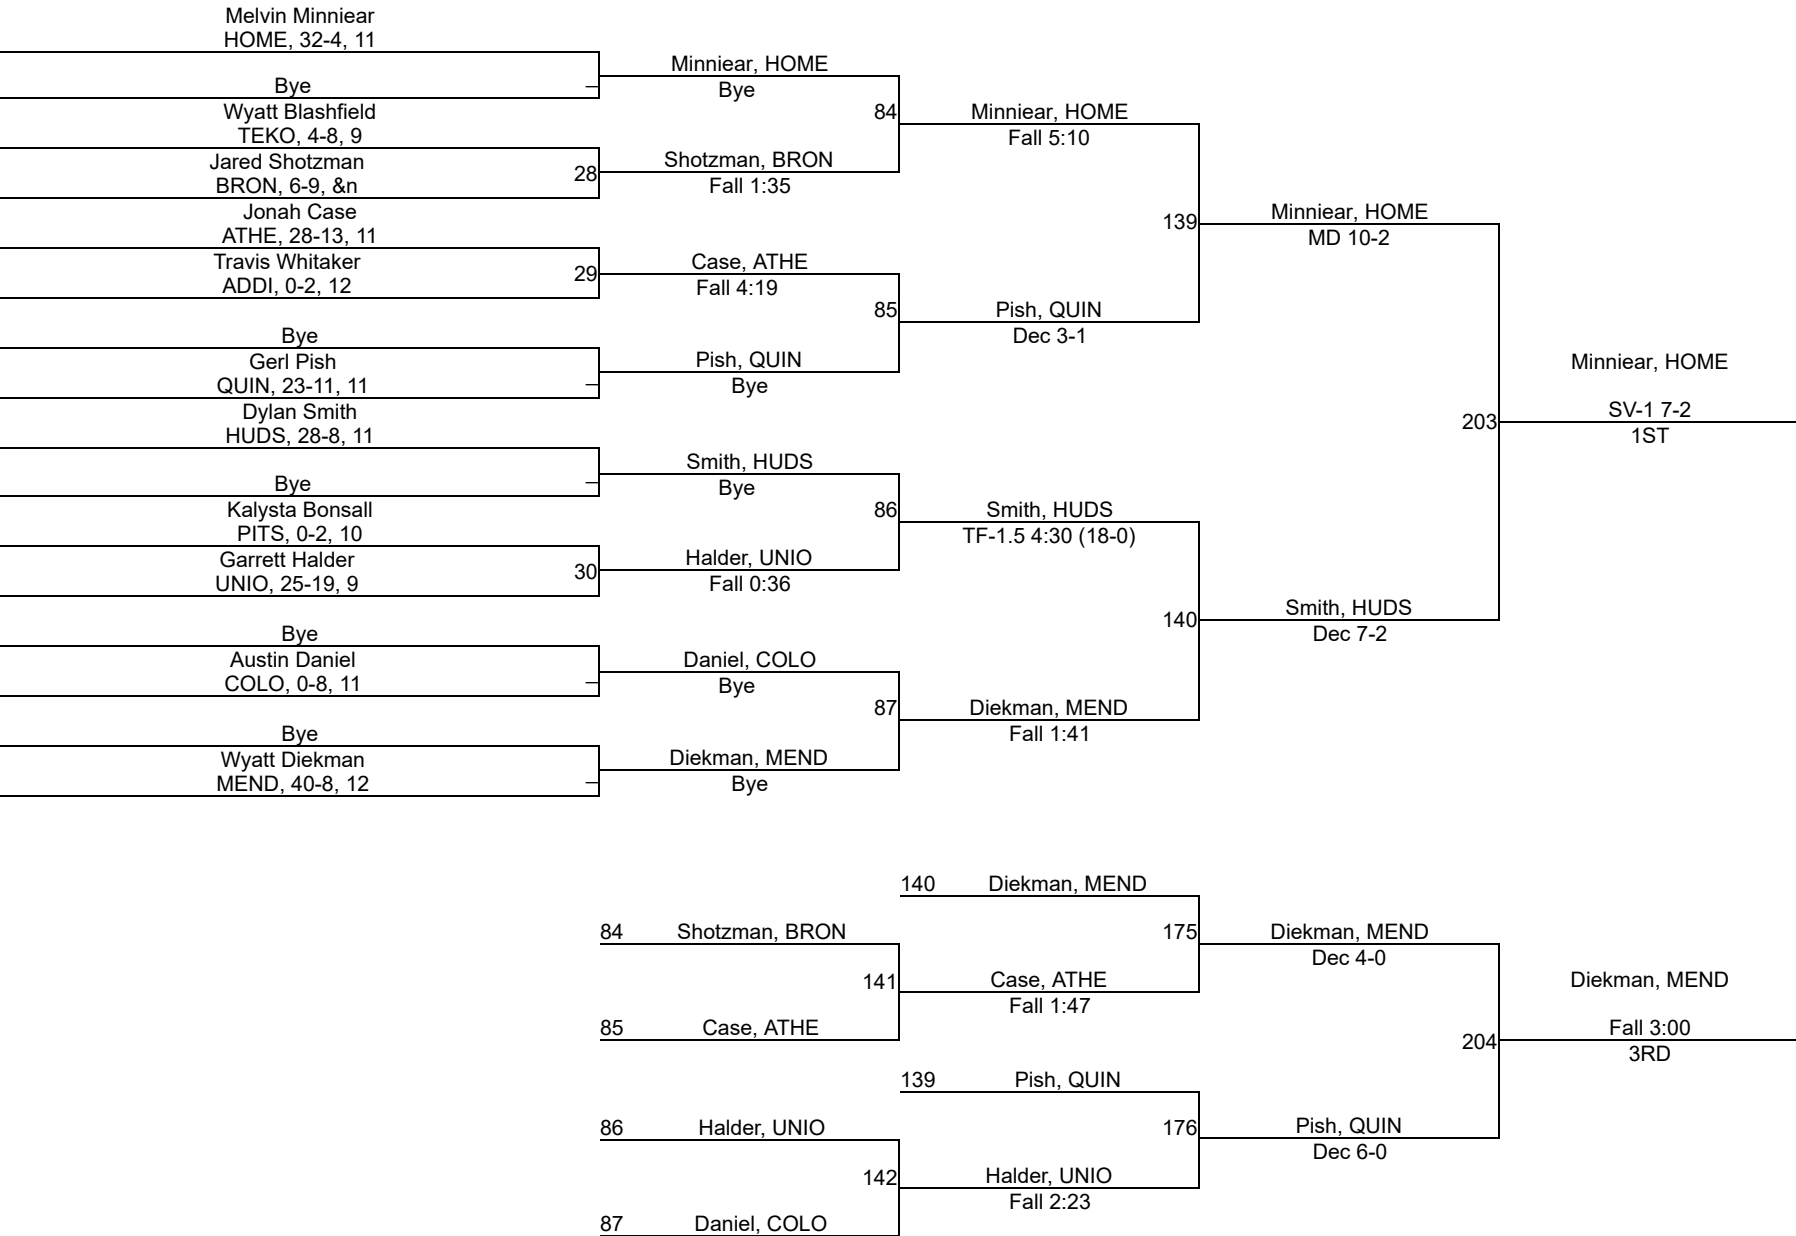 Melvin Minniear
HOME, 32-4, 11
Bye
–
Wyatt Blashfield
TEKO, 4-8, 9
Jared Shotzman
BRON, 6-9, &n
28
Jonah Case
ATHE, 28-13, 11
Travis Whitaker
ADDI, 0-2, 12
29
Bye
Gerl Pish
QUIN, 23-11, 11
–
Dylan Smith
HUDS, 28-8, 11
Bye
–
Kalysta Bonsall
PITS, 0-2, 10
Garrett Halder
UNIO, 25-19, 9
30
Bye
Austin Daniel
COLO, 0-8, 11
–
Bye
Wyatt Diekman
MEND, 40-8, 12
–
Minniear, HOME
Bye
84
Shotzman, BRON
Fall 1:35
Case, ATHE
Fall 4:19
85
Pish, QUIN
Bye
Smith, HUDS
Bye
86
Halder, UNIO
Fall 0:36
Daniel, COLO
Bye
87
Diekman, MEND
Bye
Minniear, HOME
Fall 5:10
139
Pish, QUIN
Dec 3-1
Smith, HUDS
TF-1.5 4:30 (18-0)
140
Diekman, MEND
Fall 1:41
Minniear, HOME
MD 10-2
203
Smith, HUDS
Dec 7-2
Minniear, HOME
SV-1 7-2
1ST
140 Diekman, MEND
84 Shotzman, BRON
175
141
Case, ATHE
Fall 1:47
85 Case, ATHE
Diekman, MEND
Dec 4-0
139 Pish, QUIN
86 Halder, UNIO
176
142
Halder, UNIO
Fall 2:23
87 Daniel, COLO
Pish, QUIN
Dec 6-0
204
Diekman, MEND
Fall 3:00
3RD